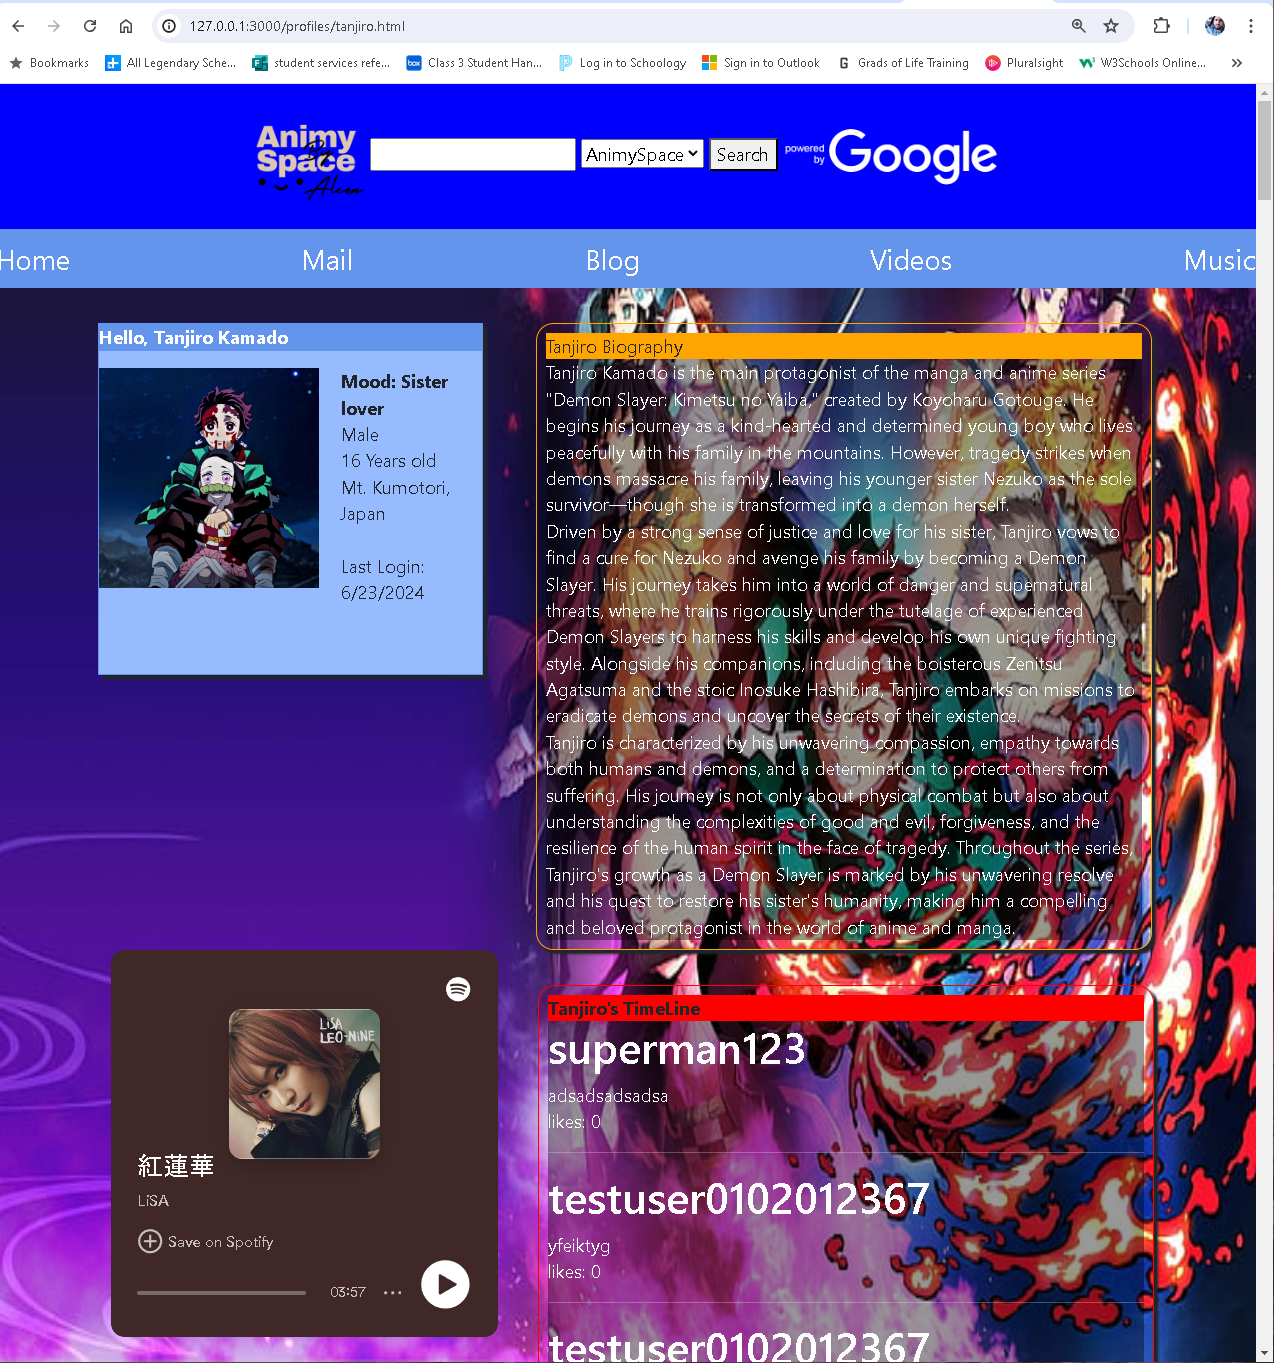 127.0.0.1:3000/profiles/tanjiro.html
Bookmarks
All Legendary Sche...
student services refe...
Class 3 Student Han...
Log in to Schoology
Sign in to Outlook
Grads of Life Training
Pluralsight
W3Schools Online...
Animy
Space
By
Alcon
AnimySpace
Search
powered
by
Google
Home
Mail
Blog
Videos
Music
Hello, Tanjiro Kamado
Mood: Sister
lover
Male
16 Years old
Mt. Kumotori,
Japan
Last Login:
6/23/2024
Tanjiro Biography
Tanjiro Kamado is the main protagonist of the manga and anime series
"Demon Slayer: Kimetsu no Yaiba," created by Koyoharu Gotouge. He
begins his journey as a kind-hearted and determined young boy who lives
peacefully with his family in the mountains. However, tragedy strikes when
demons massacre his family, leaving his younger sister Nezuko as the sole
survivor—though she is transformed into a demon herself.
Driven by a strong sense of justice and love for his sister, Tanjiro vows to
find a cure for Nezuko and avenge his family by becoming a Demon
Slayer. His journey takes him into a world of danger and supernatural
threats, where he trains rigorously under the tutelage of experienced
Demon Slayers to harness his skills and develop his own unique fighting
style. Alongside his companions, including the boisterous Zenitsu
Agatsuma and the stoic Inosuke Hashibira, Tanjiro embarks on missions to
eradicate demons and uncover the secrets of their existence.
Tanjiro is characterized by his unwavering compassion, empathy towards
both humans and demons, and a determination to protect others from
suffering. His journey is not only about physical combat but also about
understanding the complexities of good and evil, forgiveness, and the
resilience of the human spirit in the face of tragedy. Throughout the series,
Tanjiro's growth as a Demon Slayer is marked by his unwavering resolve
and his quest to restore his sister's humanity, making him a compelling
and beloved protagonist in the world of anime and manga.
LiSA
LEO-NiNE
紅蓮華
LiSA
Save on Spotify
03:57
Tanjiro's TimeLine
superman123
adsadsadsadsa
likes: 0
testuser0102012367
yfeiktyg
likes: 0
testuser0102012367